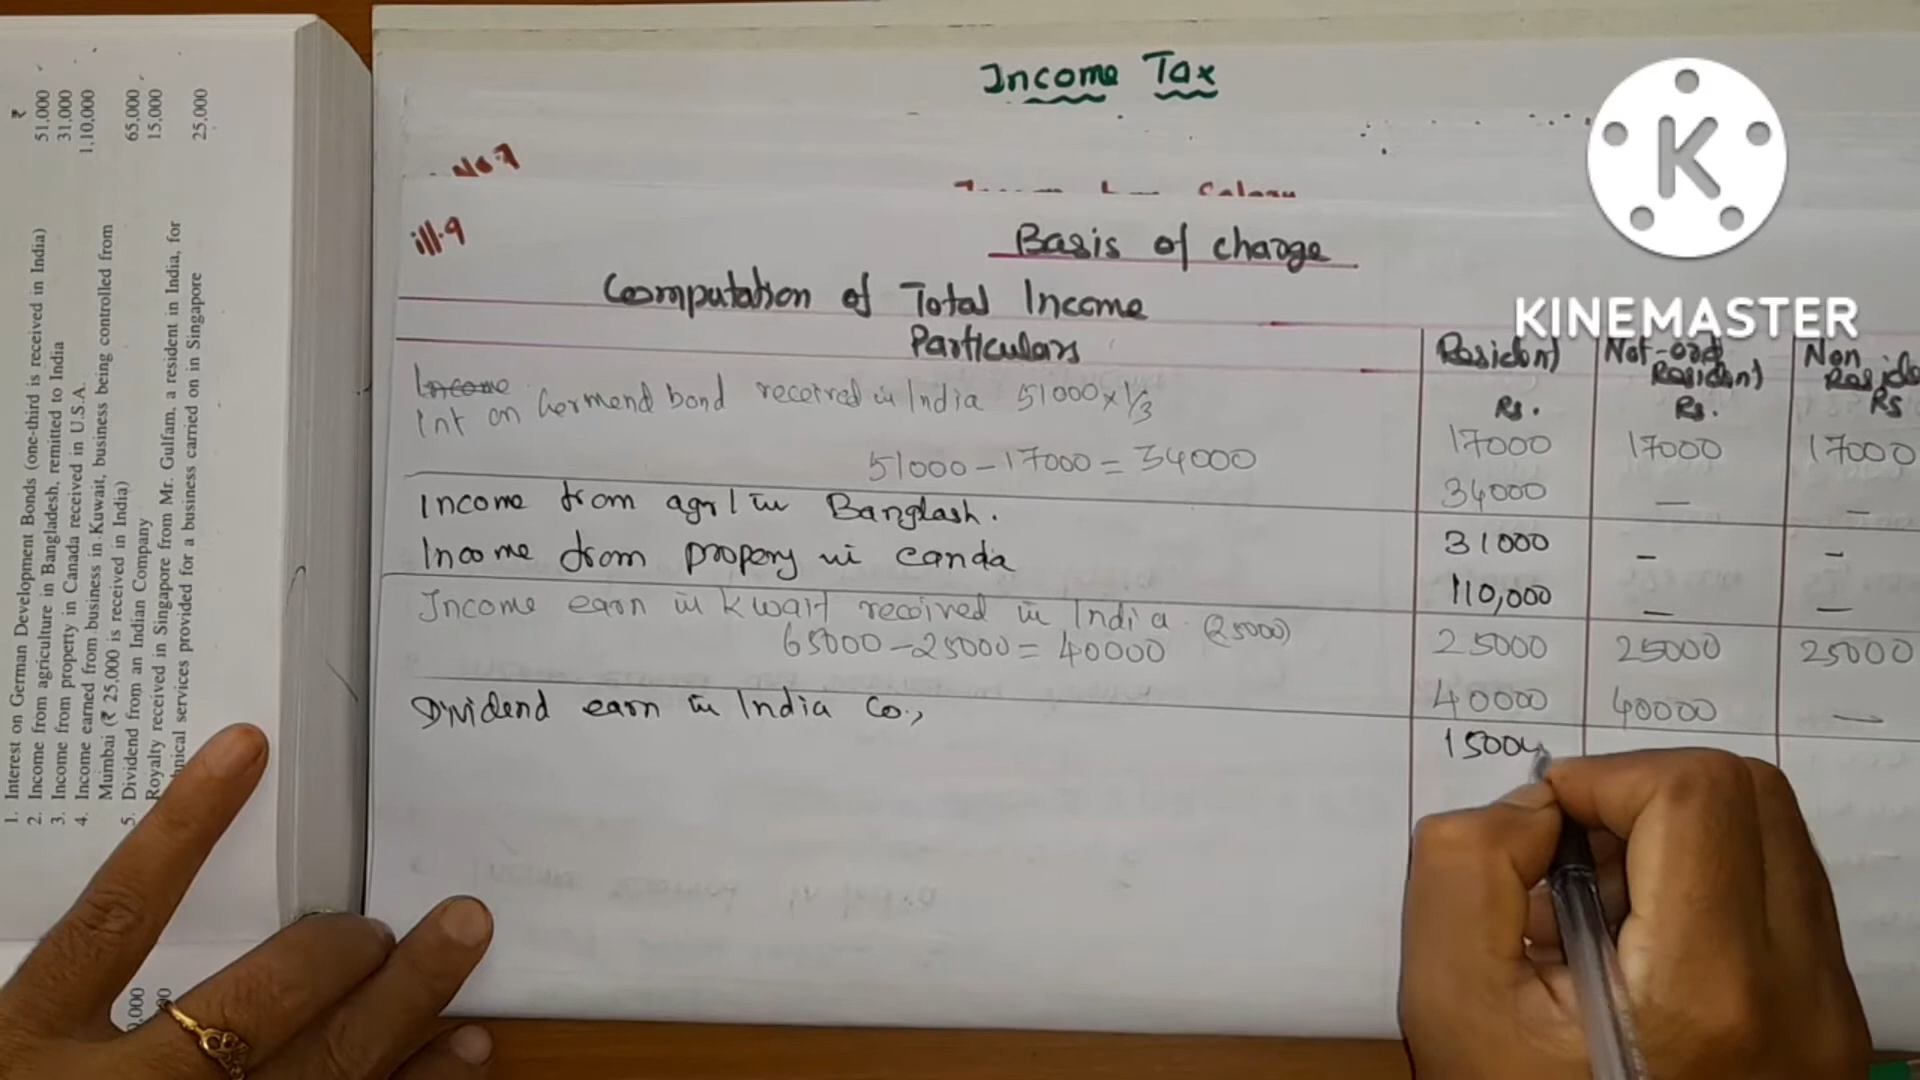 ₹
1. Interest on German Development Bonds (one-third is received in India) 51,000
2. Income from agriculture in Bangladesh, remitted to India 31,000
3. Income from property in Canada received in U.S.A. 1,10,000
4. Income earned from business in Kuwait, business being controlled from
Mumbai (₹ 25,000 is received in India) 65,000
5. Dividend from an Indian Company 15,000
Royalty received in Singapore from Mr. Gulfam, a resident in India, for
hnical services provided for a business carried on in Singapore 25,000
Income Tax
No 7
ill.9
Basis of charge
Computation of Total Income
Particulars
Resident
Not-ord Resident
Non Reside
Rs.
Rs.
Rs
Income
Int on Germend bond received in India 51000 x 1/3 17000 17000 17000
51000 - 17000 = 34000 34000 — —
Income from agrl in Banglash. 31000 — —
Income from propery in canda 110,000 — —
Income earn in Kwait received in India (25000) 25000 25000 25000
65000 - 25000 = 40000 40000 40000 —
Dividend earn in India Co., 15000
K
KINEMASTER